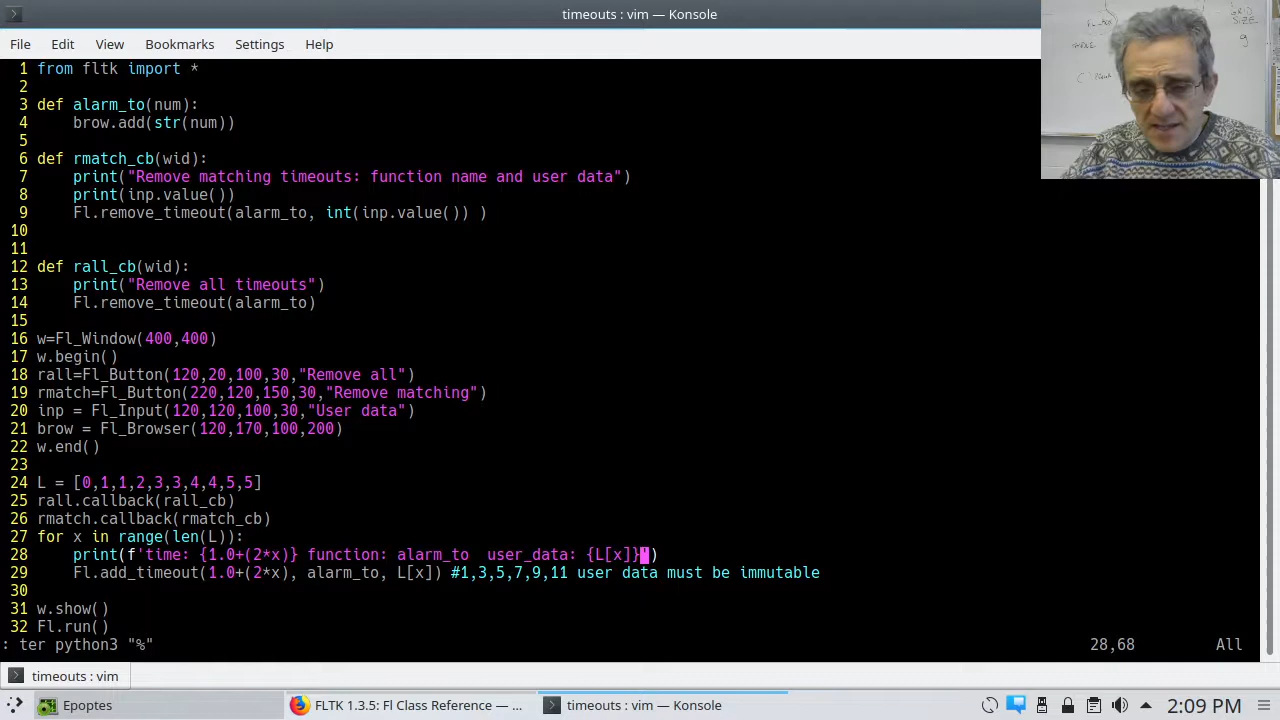 timeouts : vim — Konsole
File Edit View Bookmarks Settings Help
1 from fltk import *
2
3 def alarm_to(num):
4     brow.add(str(num))
5
6 def rmatch_cb(wid):
7     print("Remove matching timeouts: function name and user data")
8     print(inp.value())
9     Fl.remove_timeout(alarm_to, int(inp.value()) )
10
11
12 def rall_cb(wid):
13     print("Remove all timeouts")
14     Fl.remove_timeout(alarm_to)
15
16 w=Fl_Window(400,400)
17 w.begin()
18 rall=Fl_Button(120,20,100,30,"Remove all")
19 rmatch=Fl_Button(220,120,150,30,"Remove matching")
20 inp = Fl_Input(120,120,100,30,"User data")
21 brow = Fl_Browser(120,170,100,200)
22 w.end()
23
24 L = [0,1,1,2,3,3,4,4,5,5]
25 rall.callback(rall_cb)
26 rmatch.callback(rmatch_cb)
27 for x in range(len(L)):
28     print(f'time: {1.0+(2*x)} function: alarm_to  user_data: {L[x]}')
29     Fl.add_timeout(1.0+(2*x), alarm_to, L[x]) #1,3,5,7,9,11 user data must be immutable
30
31 w.show()
32 Fl.run()
: ter python3 "%" 28,68 All
timeouts : vim
Epoptes FLTK 1.3.5: Fl Class Reference — ... timeouts : vim — Konsole 2:09 PM
GRID
SIZE
9